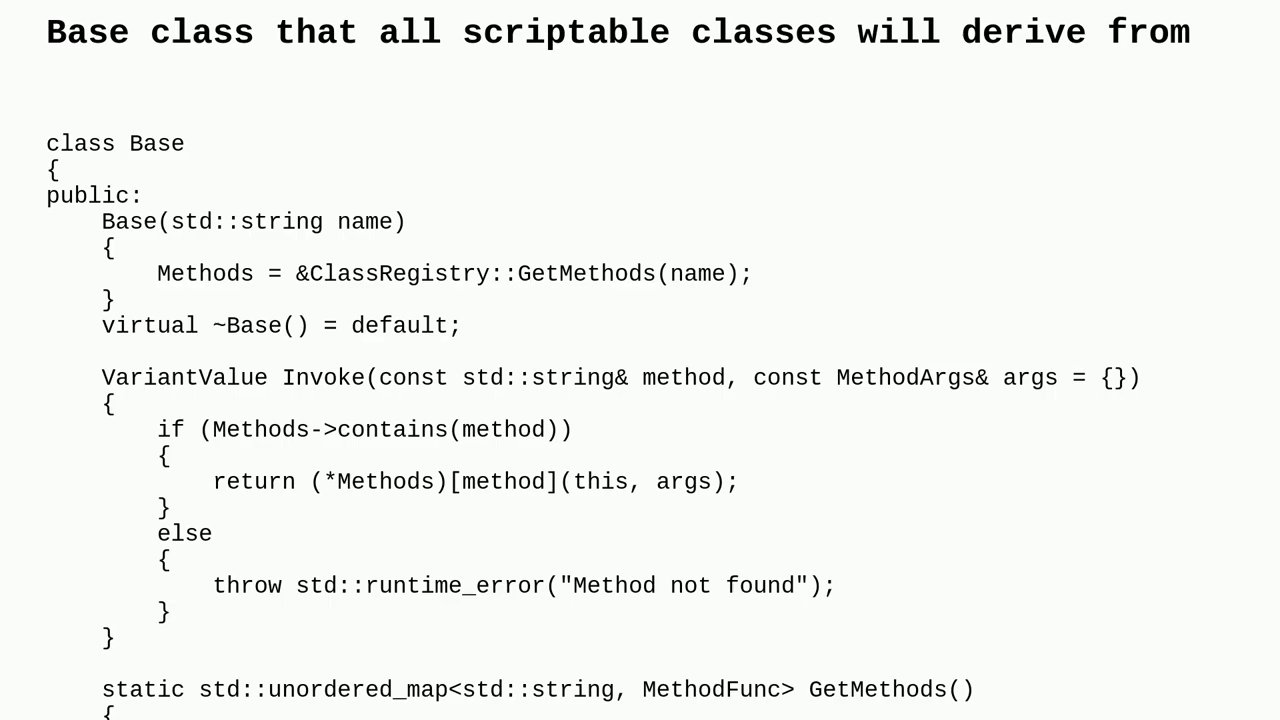 Base class that all scriptable classes will derive from
class Base
{
public:
    Base(std::string name)
    {
        Methods = &ClassRegistry::GetMethods(name);
    }
    virtual ~Base() = default;

    VariantValue Invoke(const std::string& method, const MethodArgs& args = {})
    {
        if (Methods->contains(method))
        {
            return (*Methods)[method](this, args);
        }
        else
        {
            throw std::runtime_error("Method not found");
        }
    }

    static std::unordered_map<std::string, MethodFunc> GetMethods()
    {